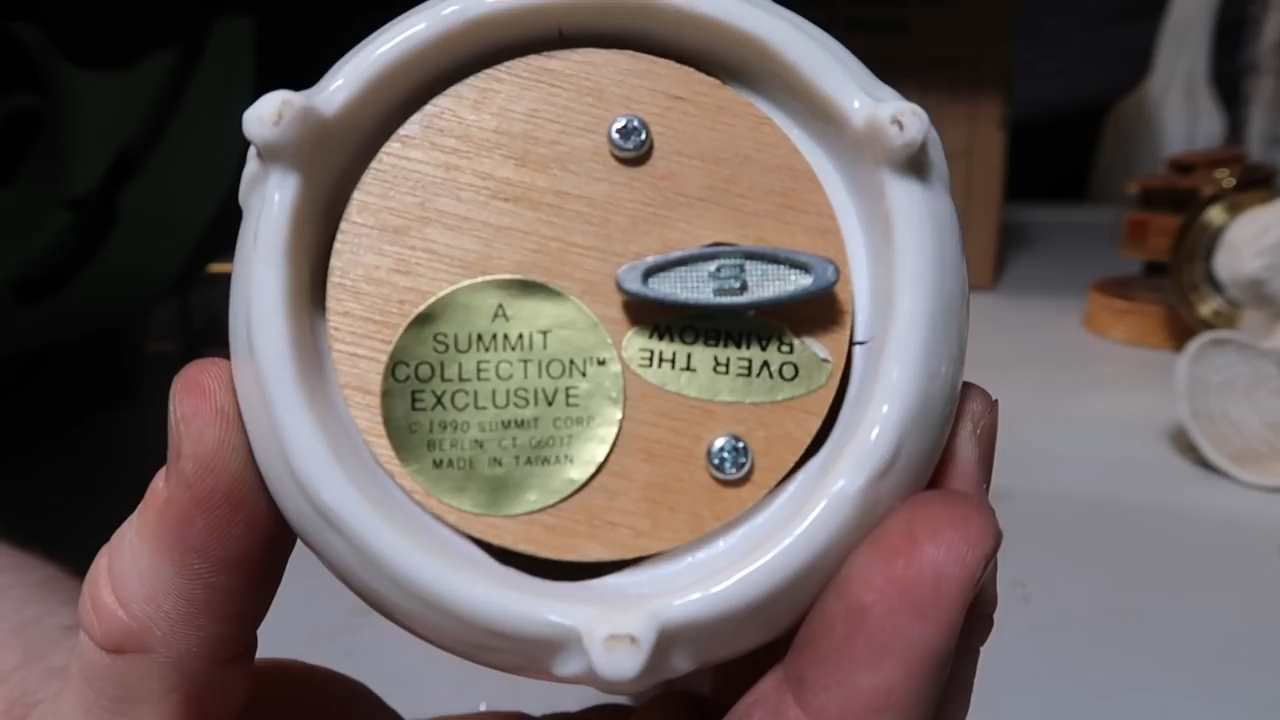 A
SUMMIT
COLLECTION™
EXCLUSIVE
© 1990 SUMMIT CORP
BERLIN CT 06037
MADE IN TAIWAN
OVER THE
RAINBOW
S